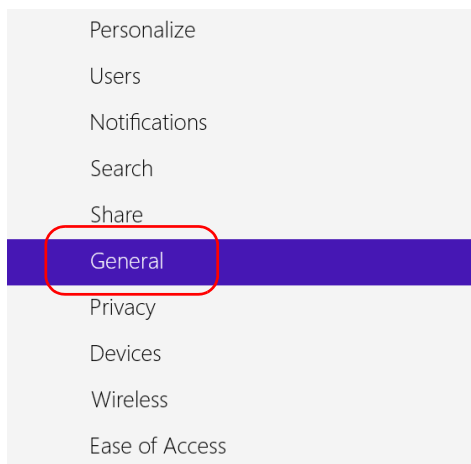 Personalize
Users
Notifications
Search
Share
General
Privacy
Devices
Wireless
Ease of Access